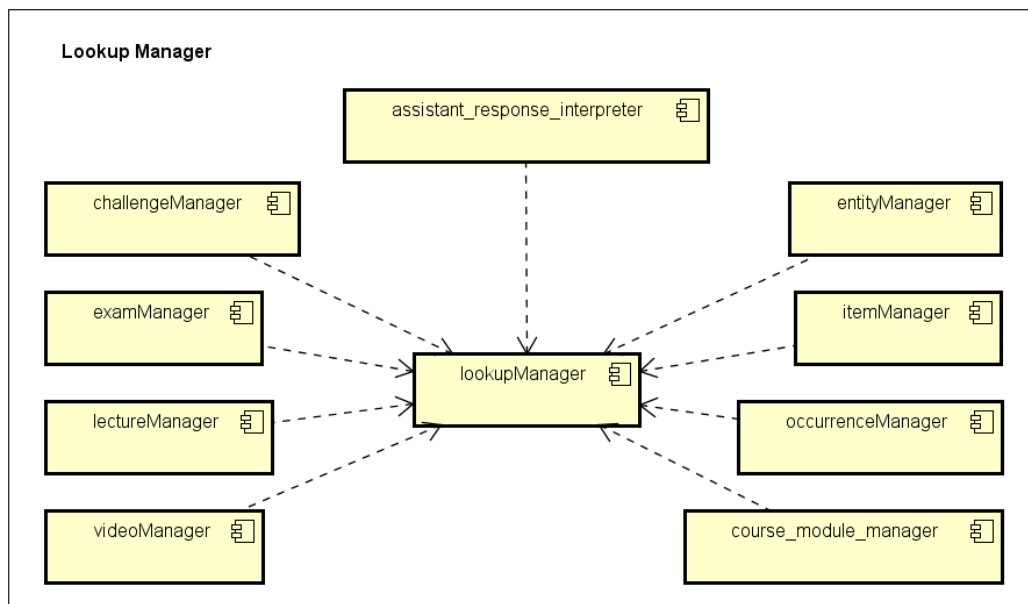 Lookup Manager
assistant_response_interpreter
challengeManager
entityManager
examManager
itemManager
lookupManager
lectureManager
occurrenceManager
videoManager
course_module_manager